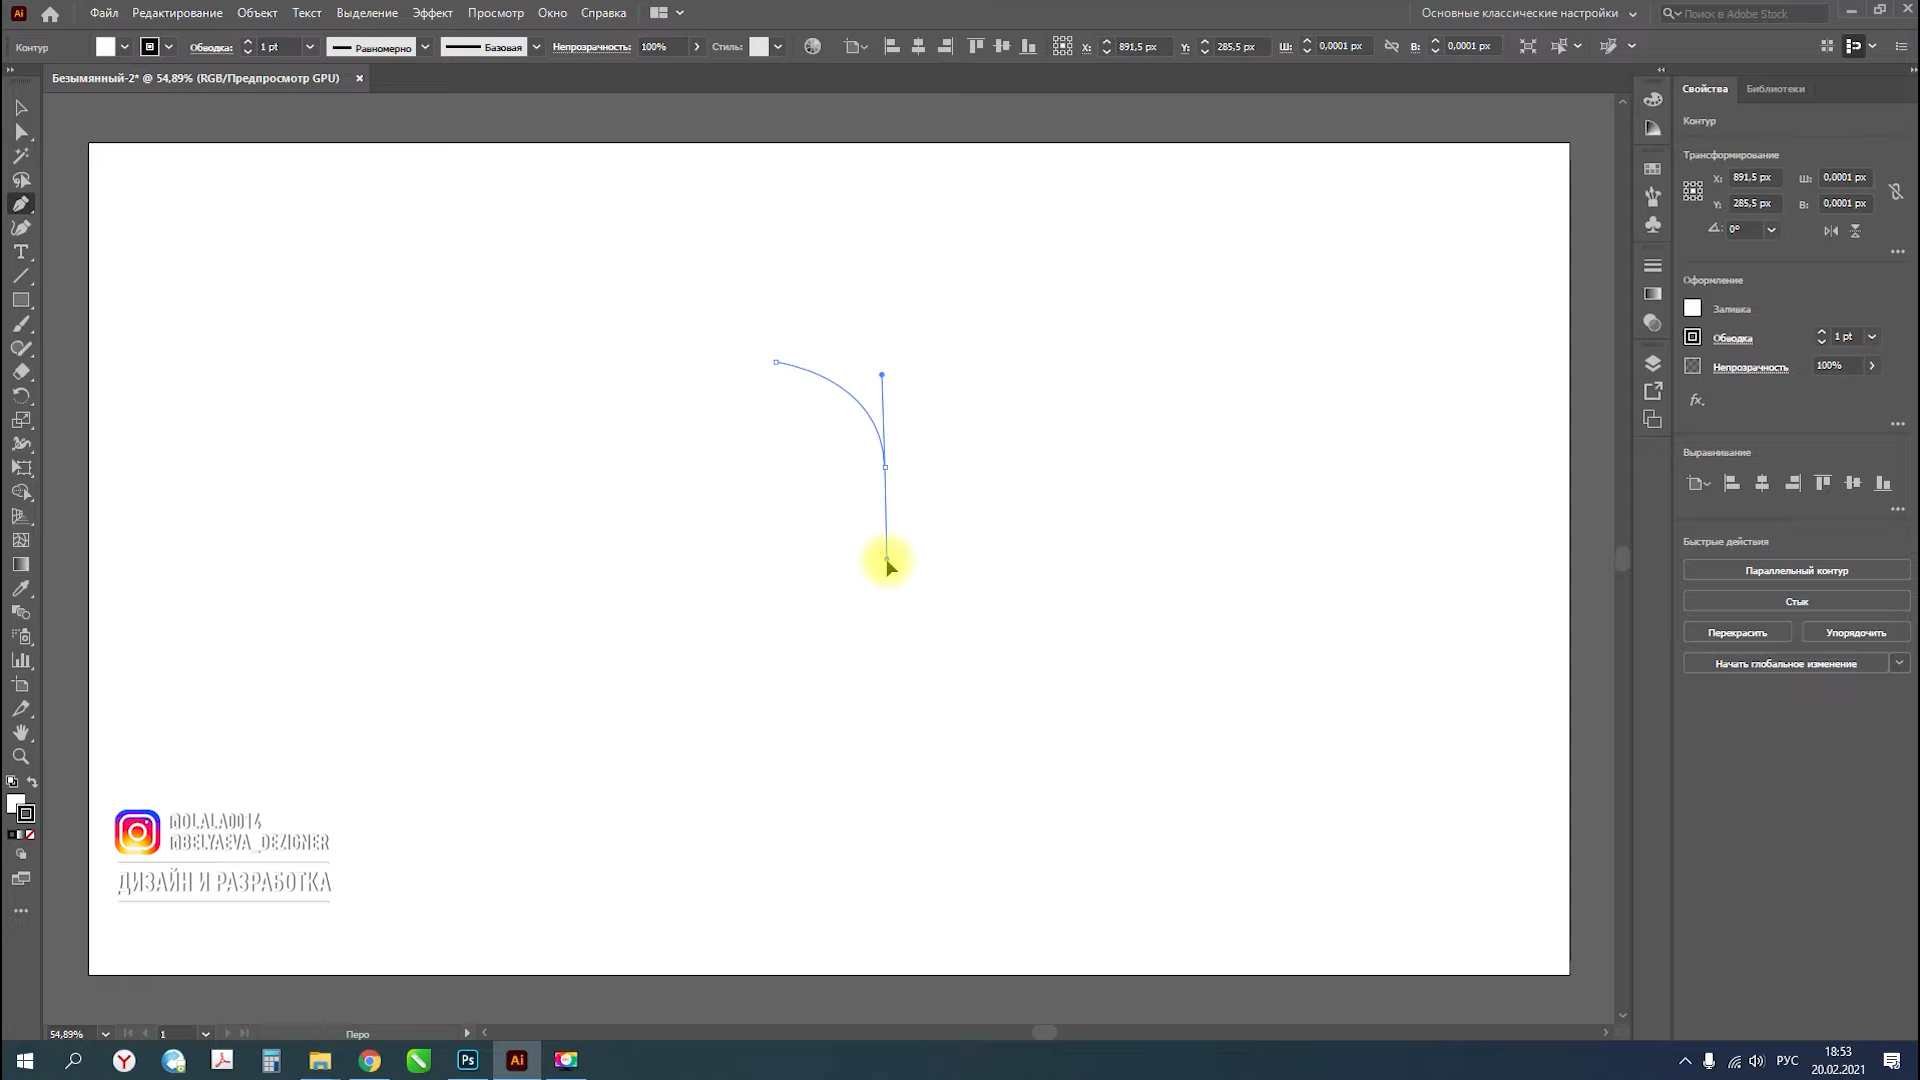 Ai Файл Редактирование Объект Текст Выделение Эффект Просмотр Окно Справка Основные классические настройки Поиск в Adobe Stock
Контур Обводка: 1 pt Равномерно Базовая Непрозрачность: 100% Стиль: X: 891,5 px Y: 285,5 px Ш: 0,0001 px В: 0,0001 px
Безымянный-2* @ 54,89% (RGB/Предпросмотр GPU)
Свойства Библиотеки
Контур
Трансформирование
X: 891,5 px Ш: 0,0001 px
Y: 285,5 px В: 0,0001 px
0°
Оформление
Заливка
Обводка 1 pt
Непрозрачность 100%
fx.
Выравнивание
Быстрые действия
Параллельный контур
Стык
Перекрасить Упорядочить
Начать глобальное изменение
@OLALA0014
@BELYAEVA_DEZIGNER
ДИЗАЙН И РАЗРАБОТКА
54,89% 1 Перо
Ps Ai РУС 18:53
20.02.2021